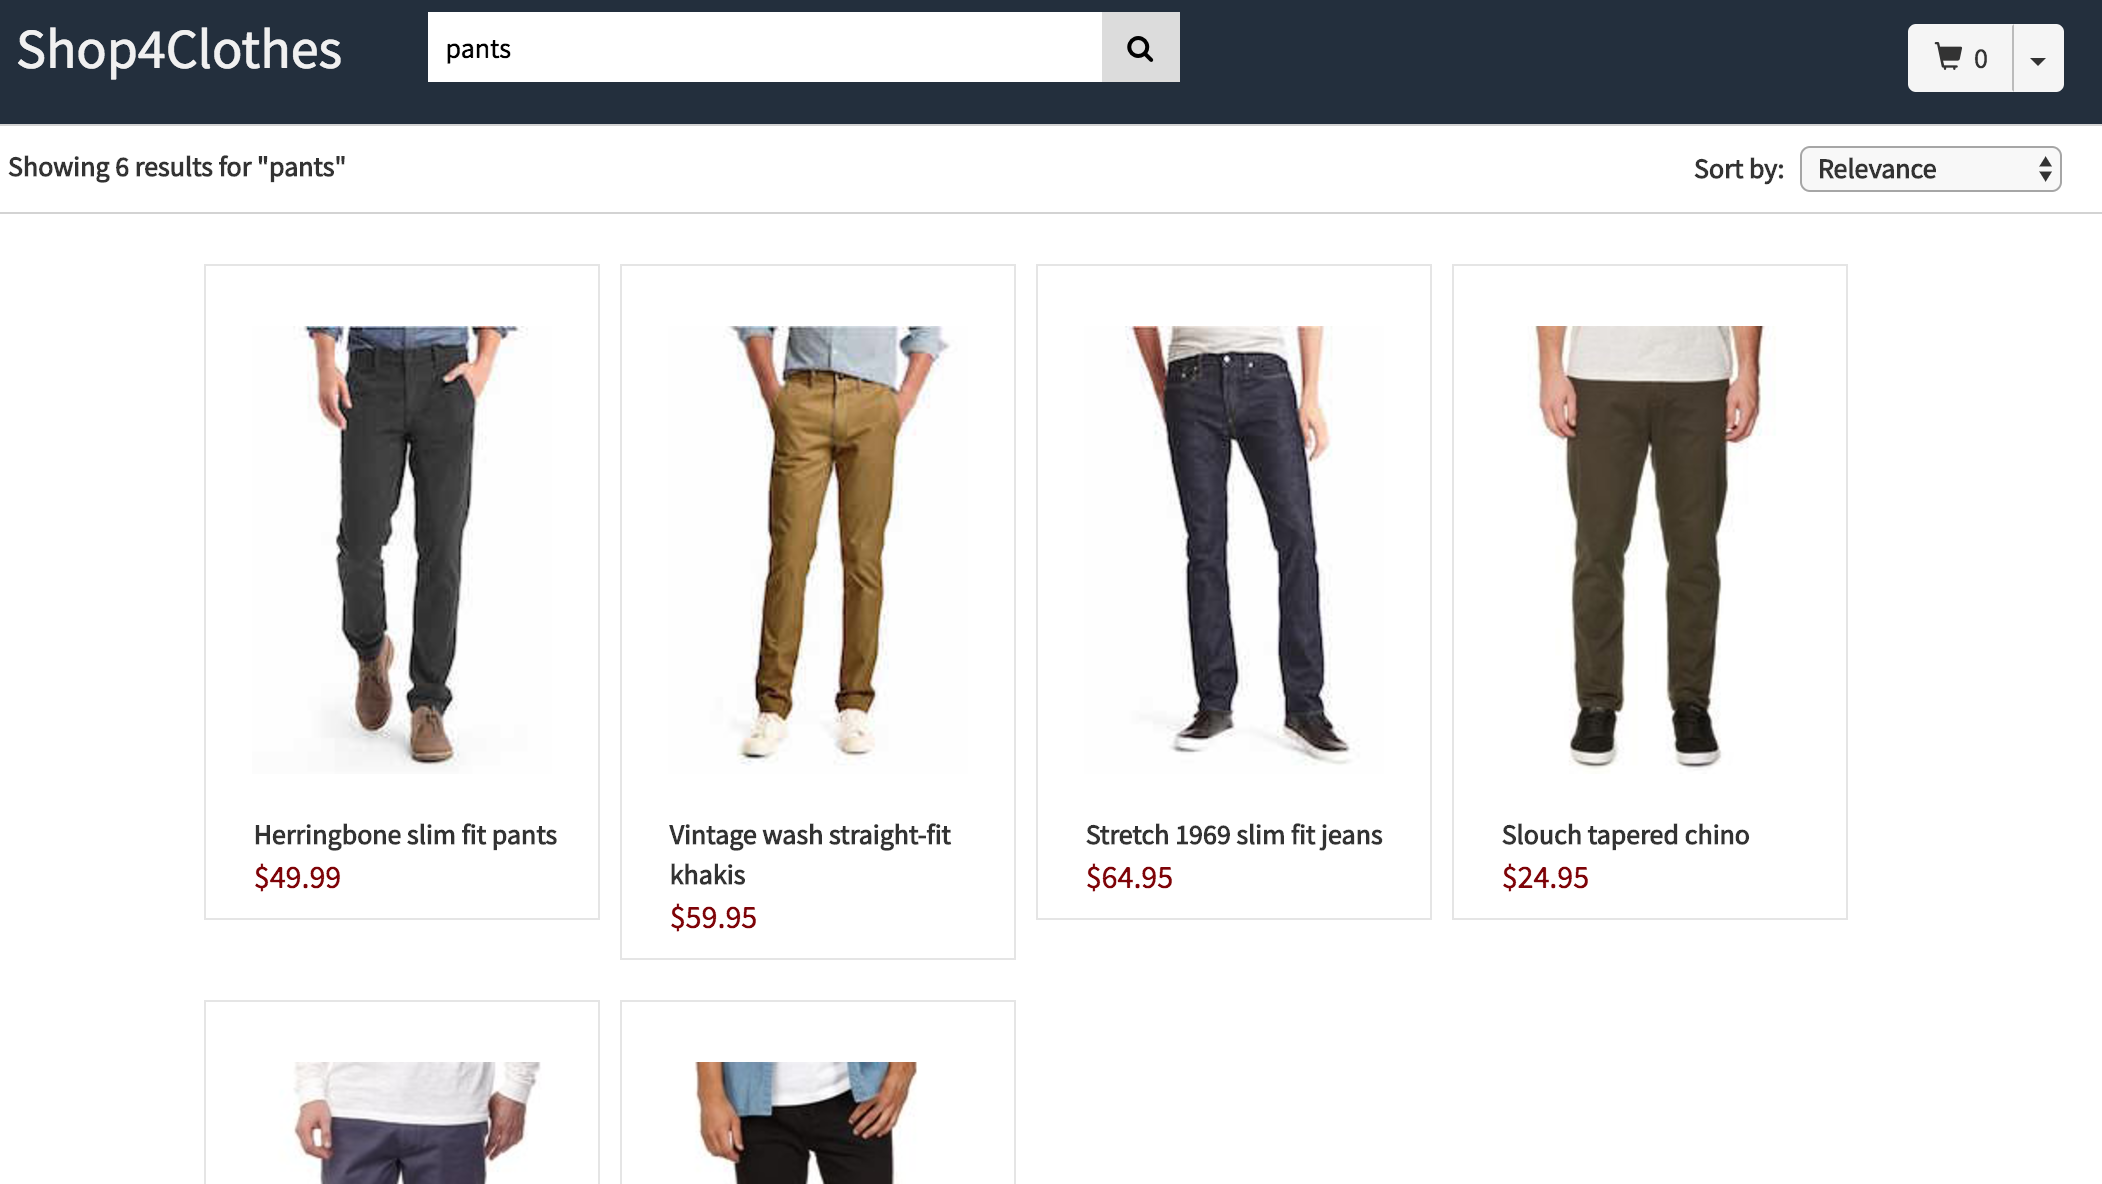 Shop4Clothes
pants
0
Showing 6 results for "pants"
Sort by: Relevance
Herringbone slim fit pants
$49.99
Vintage wash straight-fit
khakis
$59.95
Stretch 1969 slim fit jeans
$64.95
Slouch tapered chino
$24.95